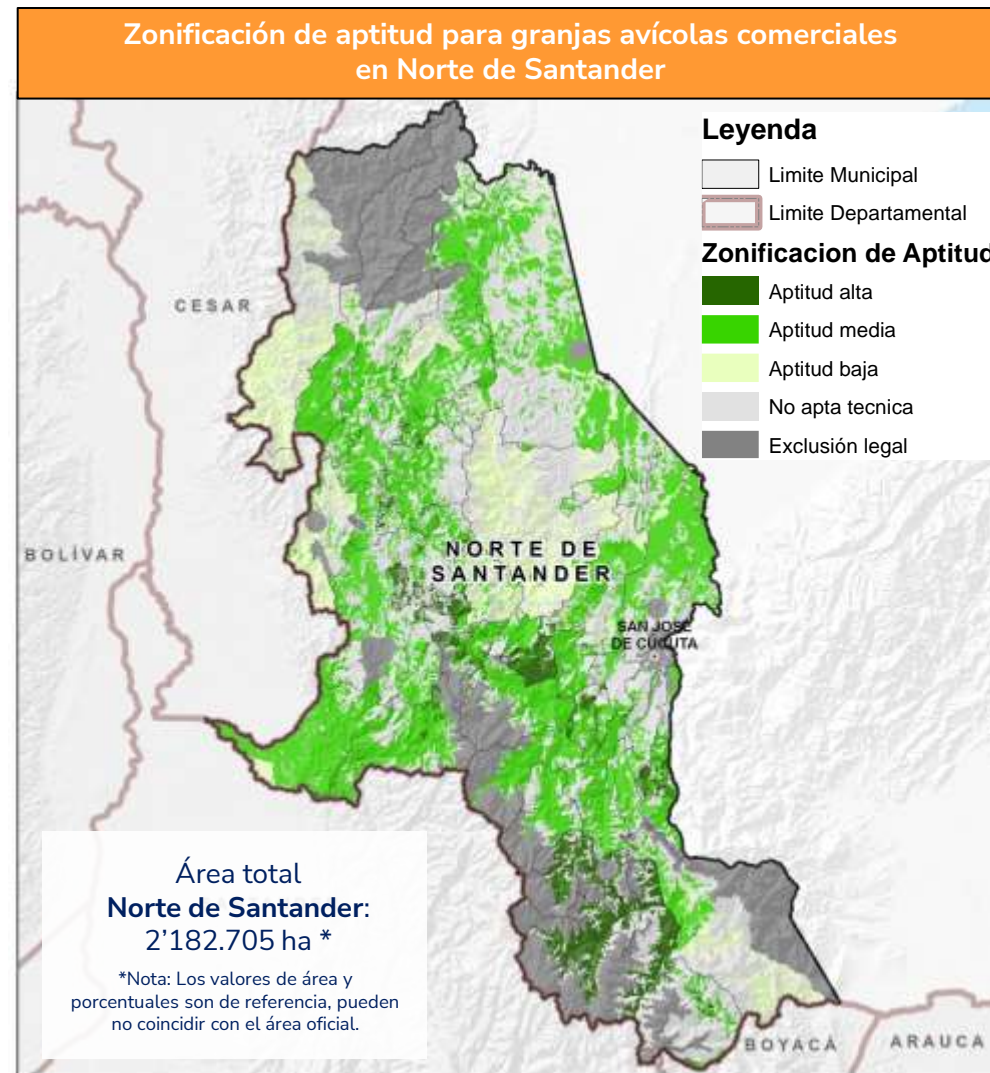 Zonificación de aptitud para granjas avícolas comerciales
en Norte de Santander
Leyenda
Limite Municipal
Limite Departamental
Zonificacion de Aptitud
Aptitud alta
Aptitud media
Aptitud baja
No apta tecnica
Exclusión legal
CESAR
BOLÍVAR
NORTE DE
SANTANDER
SAN JOSÉ
DE CÚCUTA
Área total
Norte de Santander:
2’182.705 ha *
*Nota: Los valores de área y
porcentuales son de referencia, pueden
no coincidir con el área oficial.
BOYACÁ
ARAUCA